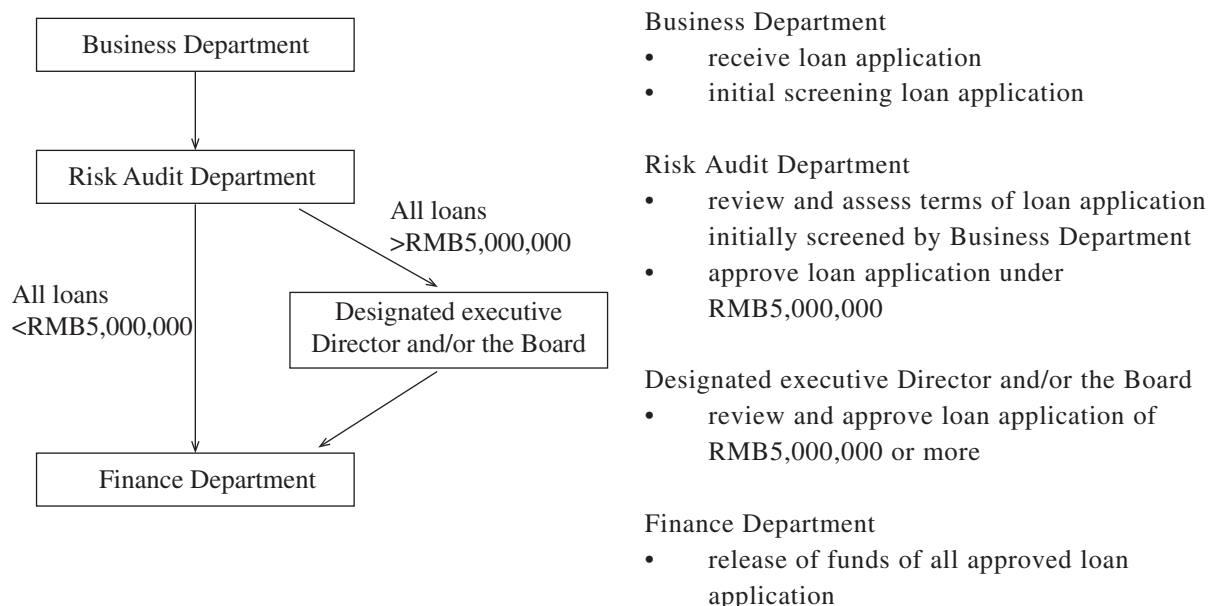 Business Department
Risk Audit Department
All loans
>RMB5,000,000
All loans
<RMB5,000,000
Designated executive
Director and/or the Board
Finance Department
Business Department
• receive loan application
• initial screening loan application
Risk Audit Department
• review and assess terms of loan application
initially screened by Business Department
• approve loan application under
RMB5,000,000
Designated executive Director and/or the Board
• review and approve loan application of
RMB5,000,000 or more
Finance Department
• release of funds of all approved loan
application